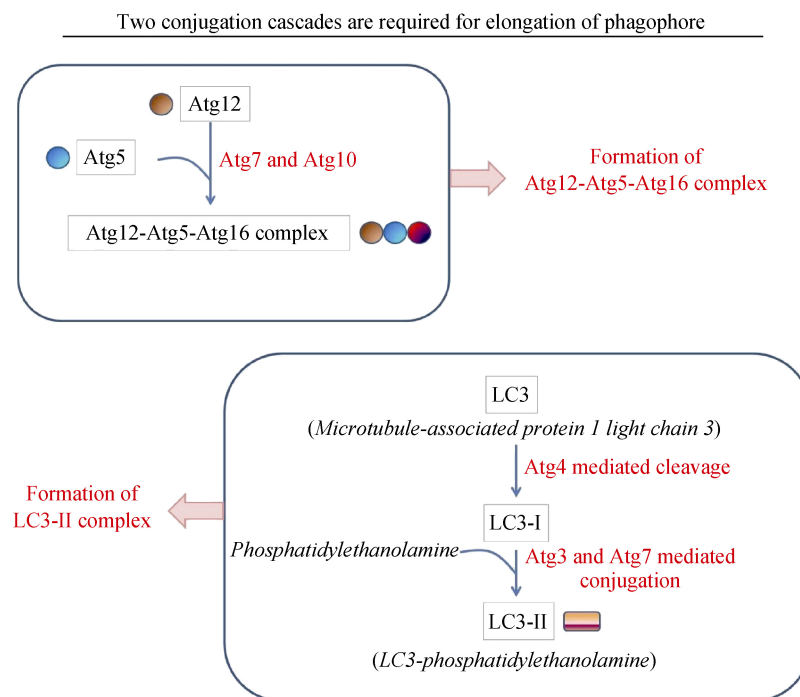 Two conjugation cascades are required for elongation of phagophore
Atg12
Atg5
Atg7 and Atg10
Atg12-Atg5-Atg16 complex
Formation of
Atg12-Atg5-Atg16 complex
LC3
(Microtubule-associated protein 1 light chain 3)
Atg4 mediated cleavage
Formation of
LC3-II complex
LC3-I
Phosphatidylethanolamine
Atg3 and Atg7 mediated
conjugation
LC3-II
(LC3-phosphatidylethanolamine)